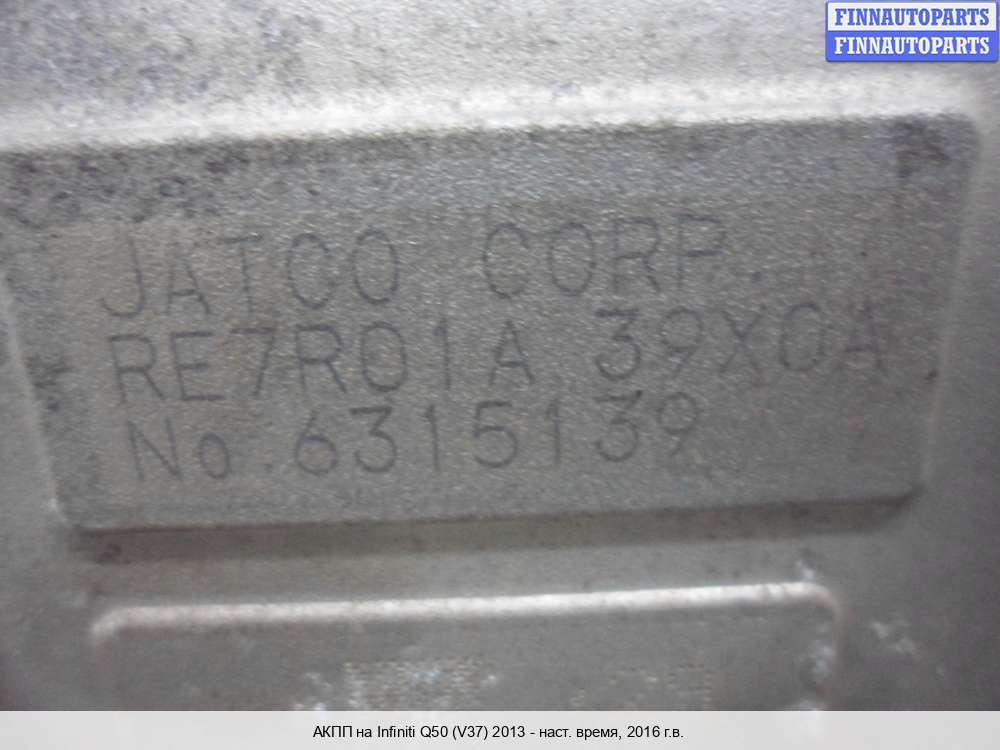 FINNAUTOPARTS
FINNAUTOPARTS
JATCO CORP.
RE7R01A 39X0A
No.6315139
АКПП на Infiniti Q50 (V37) 2013 - наст. время, 2016 г.в.